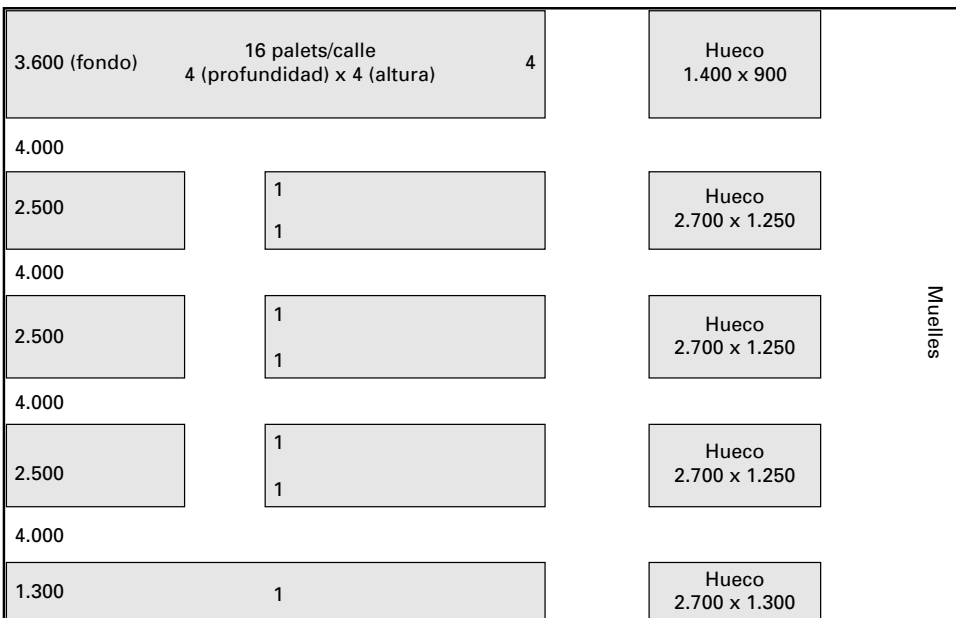 3.600 (fondo)
16 palets/calle
4 (profundidad) x 4 (altura)
4
Hueco
1.400 x 900
4.000
2.500
1
1
Hueco
2.700 x 1.250
4.000
2.500
1
1
Hueco
2.700 x 1.250
4.000
2.500
1
1
Hueco
2.700 x 1.250
4.000
1.300
1
Hueco
2.700 x 1.300
Muelles